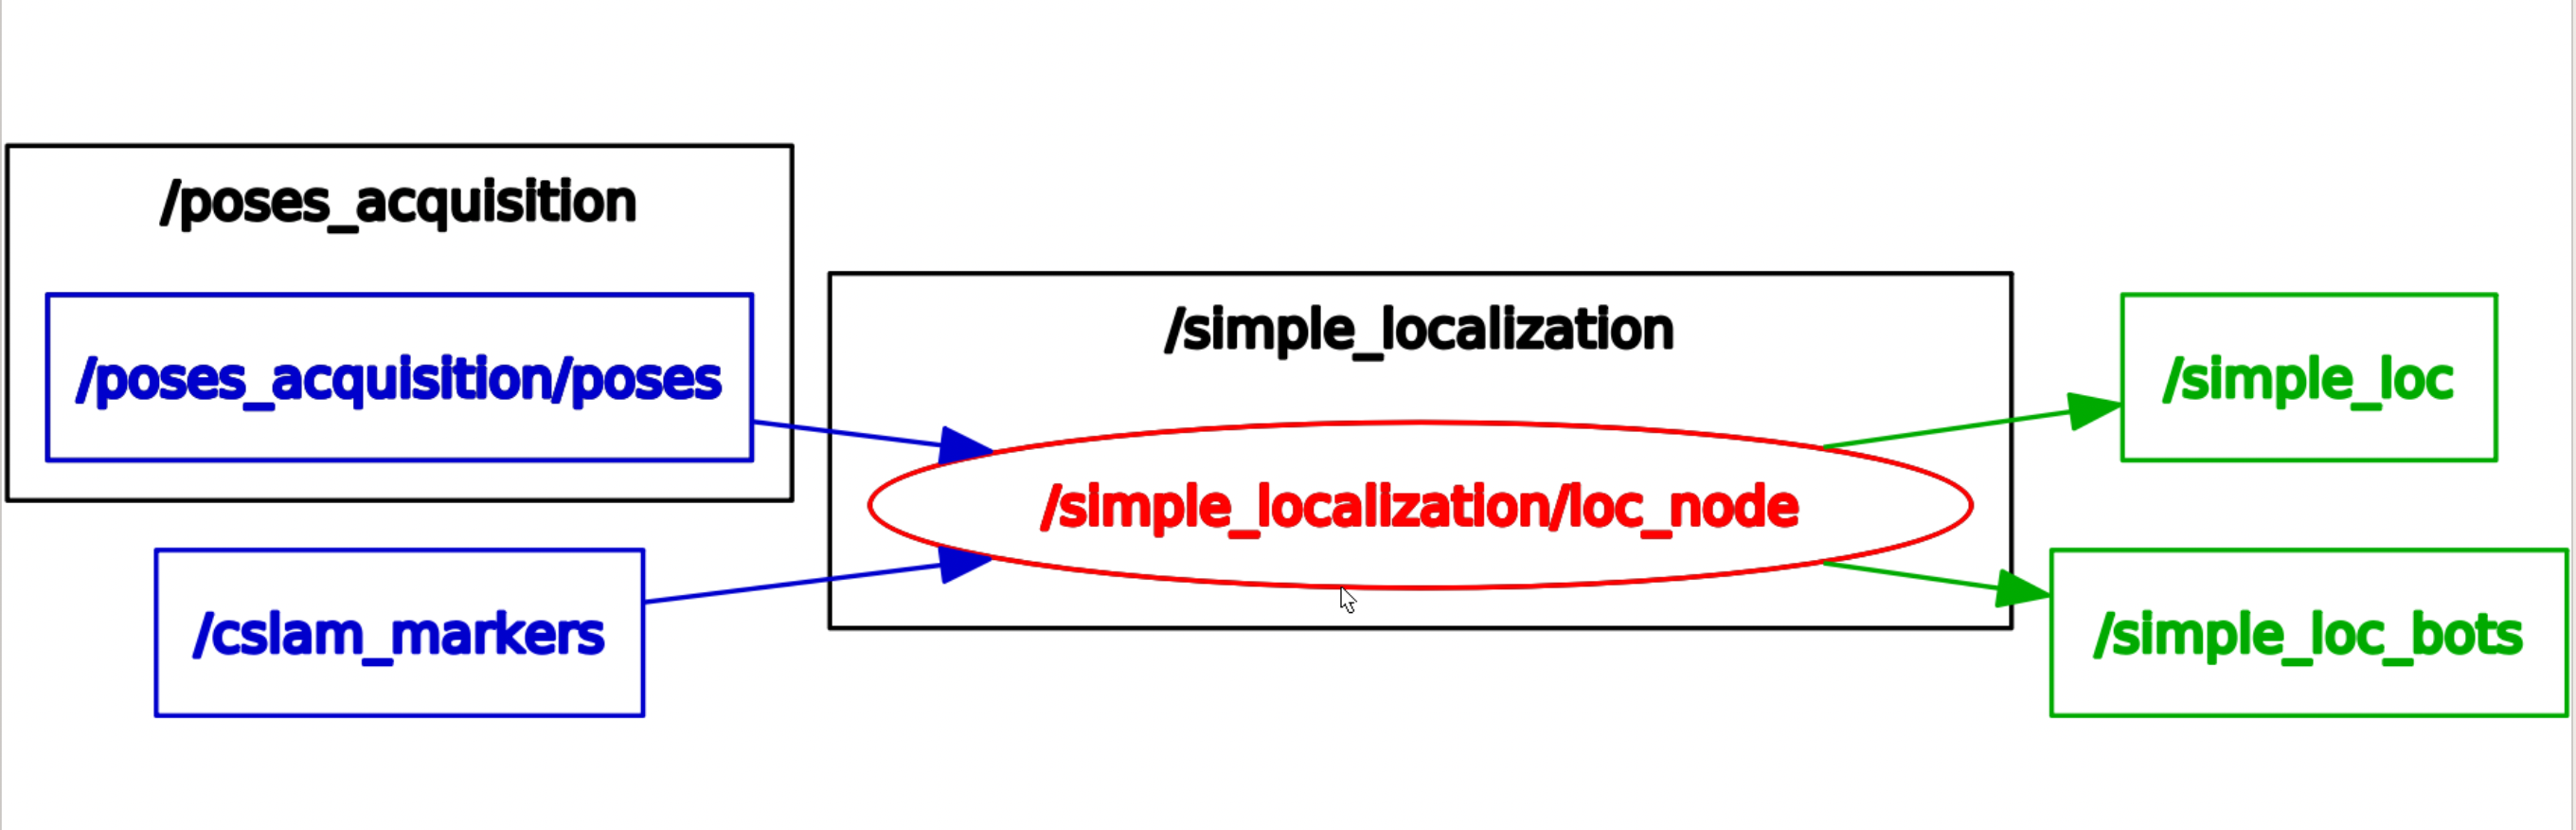 /poses_acquisition
/poses_acquisition/poses
/cslam_markers
/simple_localization
/simple_localization/loc_node
/simple_loc
/simple_loc_bots